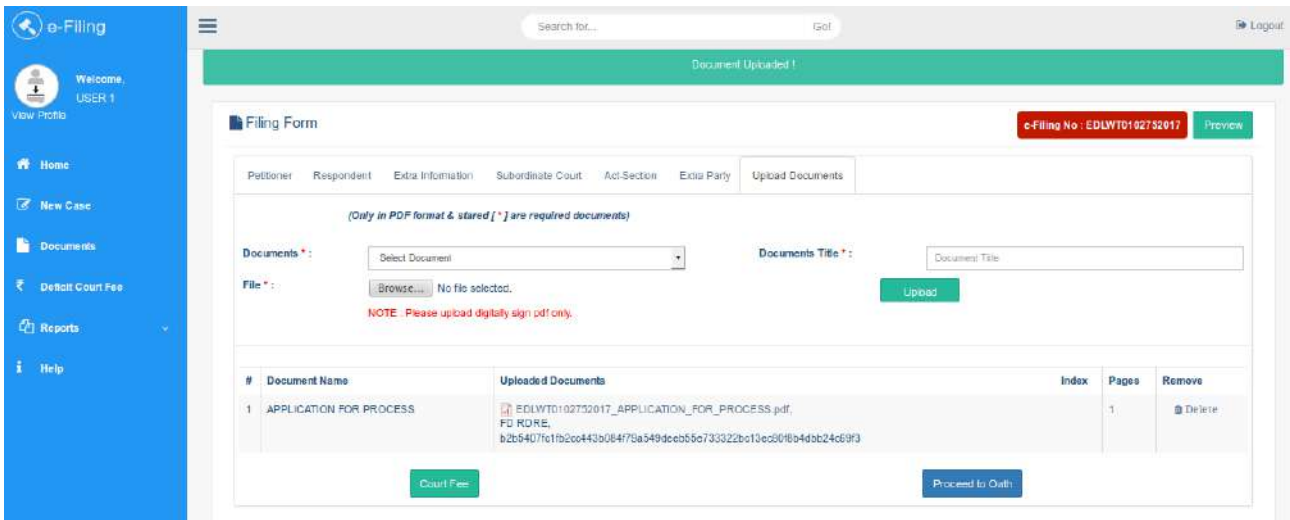 e-Filing
Search for...
Go!
Logout
Welcome,
USER 1
View Profile
Document Uploaded !
Filing Form
e-Filing No : EDLWT0102752017
Preview
Home
New Case
Documents
Deficit Court Fee
Reports
Help
Petitioner
Respondent
Extra Information
Subordinate Court
Act-Section
Extra Party
Upload Documents
(Only in PDF format & stared [ * ] are required documents)
Documents * :
Select Document
Documents Title * :
Document Title
File * :
Browse...
No file selected.
Upload
NOTE : Please upload digitally sign pdf only.
# Document Name Uploaded Documents Index Pages Remove
1 APPLICATION FOR PROCESS EDLWT0102752017_APPLICATION_FOR_PROCESS.pdf, 1 Delete
FD RDRE,
Court Fee
Proceed to Oath